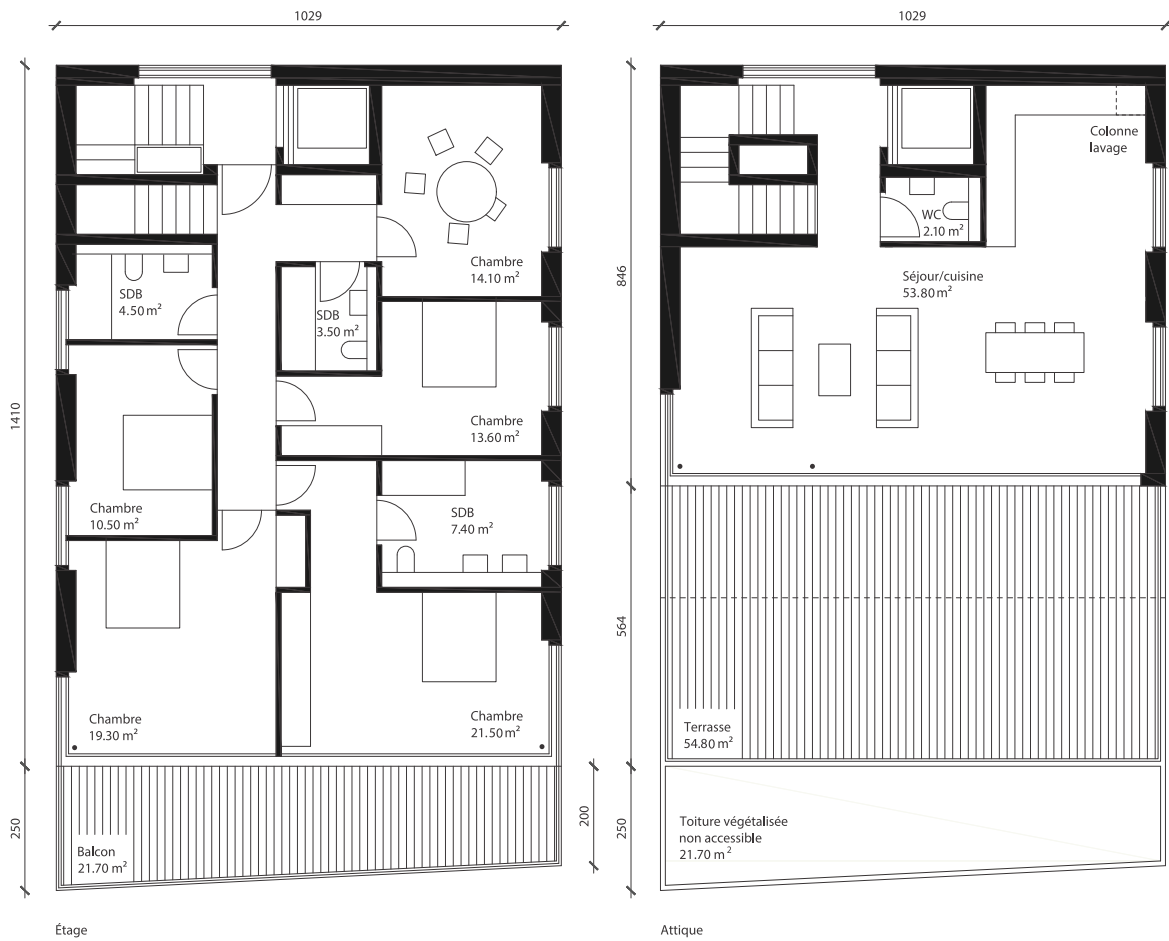 1029
1410
250
200
Chambre
14.10 m²
SDB
4.50 m²
SDB
3.50 m²
Chambre
13.60 m²
Chambre
10.50 m²
SDB
7.40 m²
Chambre
19.30 m²
Chambre
21.50 m²
Balcon
21.70 m²
Étage
1029
846
564
250
Colonne
lavage
WC
2.10 m²
Séjour/cuisine
53.80 m²
Terrasse
54.80 m²
Toiture végétalisée
non accessible
21.70 m²
Attique